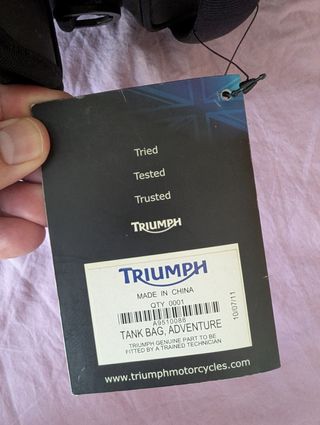 Tried
Tested
Trusted
TRIUMPH
TRIUMPH
MADE IN CHINA
QTY 0001
A9510088
TANK BAG, ADVENTURE
TRIUMPH GENUINE PART TO BE
FITTED BY A TRAINED TECHNICIAN
10/07/11
www.triumphmotorcycles.com